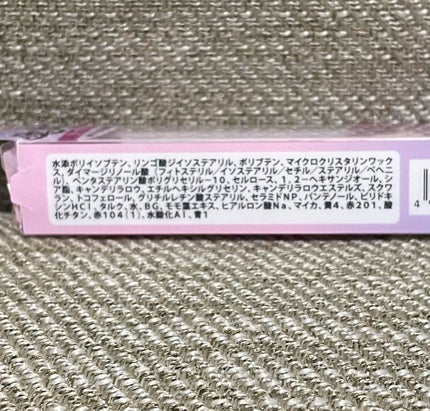 水添ポリイソブテン、リンゴ酸ジイソステアリル、ポリブテン、マイクロクリスタリンワック
ス、ダイマージリノール酸（フィトステリル／イソステアリル／セチル／ステアリル／ベヘニ
ル）、ペンタステアリン酸ポリグリセリル－10、セルロース、1，2－ヘキサンジオール、シ
ア脂、キャンデリラロウ、エチルヘキシルグリセリン、キャンデリラロウエステルズ、スクワ
ラン、トコフェロール、グリチルレチン酸ステアリル、セラミドNP、パンテノール、ピリドキ
シンHCl、タルク、水、BG、モモ葉エキス、ヒアルロン酸Na、マイカ、黄4、赤201、酸
化チタン、赤104（1）、水酸化Al、青1
4